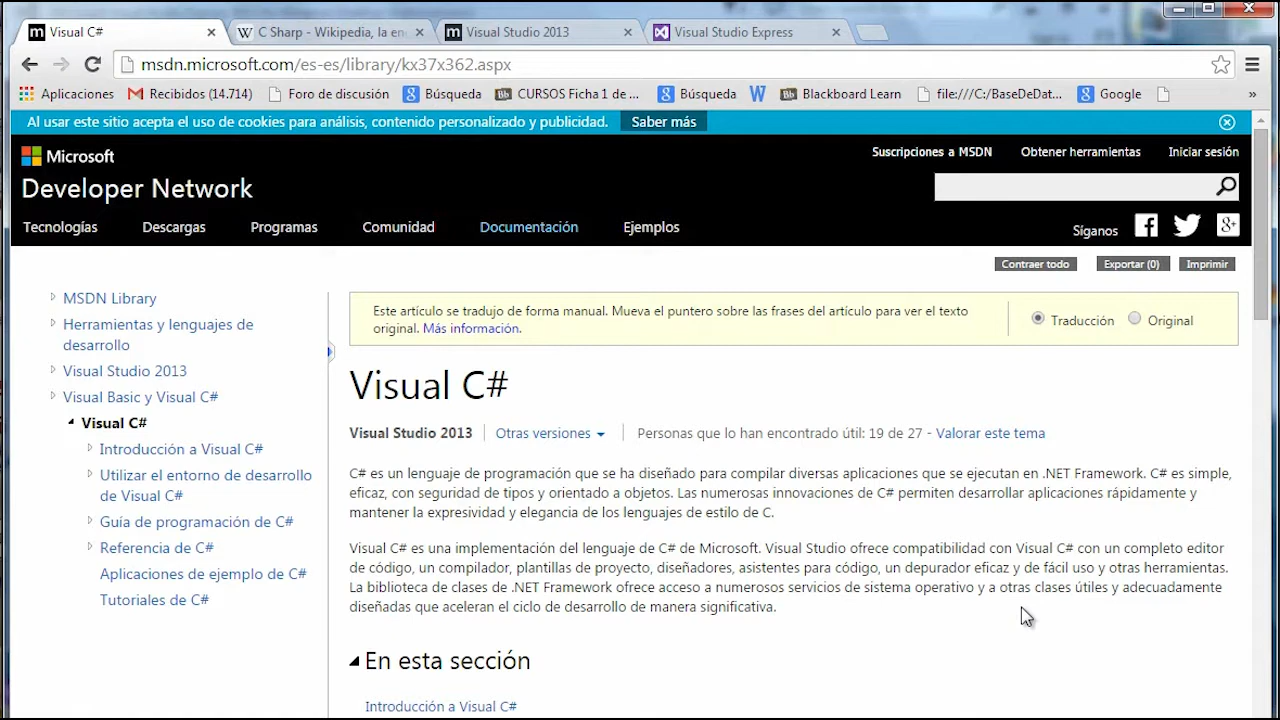 Visual C#
C Sharp - Wikipedia, la en
Visual Studio 2013
Visual Studio Express
msdn.microsoft.com/es-es/library/kx37x362.aspx
Aplicaciones
Recibidos (14.714)
Foro de discusión
Búsqueda
CURSOS Ficha 1 de ...
Búsqued
Blackboard Learn
file:///C:/BaseDeDat...
Google
»
Al usar este sitio acepta el uso de cookies para análisis, contenido personalizado y publicidad.
Saber más
Microsoft
Suscripciones a MSDN
Obtener herramientas
Iniciar sesión
Developer Network
Tecnologías
Descargas
Programas
Comunidad
Documentación
Ejemplos
Síganos
Contraer todo
Exportar (0)
Imprimir
MSDN Library
Herramientas y lenguajes de
desarrollo
Visual Studio 2013
Visual Basic y Visual C#
Visual C#
Introducción a Visual C#
Utilizar el entorno de desarrollo
de Visual C#
Guía de programación de C#
Referencia de C#
Aplicaciones de ejemplo de C#
Tutoriales de C#
Este artículo se tradujo de forma manual. Mueva el puntero sobre las frases del artículo para ver el texto
original. Más información.
Traducción
Original
Visual C#
Visual Studio 2013
Otras versiones
Personas que lo han encontrado útil: 19 de 27 - Valorar este tema
C# es un lenguaje de programación que se ha diseñado para compilar diversas aplicaciones que se ejecutan en .NET Framework. C# es simple,
eficaz, con seguridad de tipos y orientado a objetos. Las numerosas innovaciones de C# permiten desarrollar aplicaciones rápidamente y
mantener la expresividad y elegancia de los lenguajes de estilo de C.
Visual C# es una implementación del lenguaje de C# de Microsoft. Visual Studio ofrece compatibilidad con Visual C# con un completo editor
de código, un compilador, plantillas de proyecto, diseñadores, asistentes para código, un depurador eficaz y de fácil uso y otras herramientas.
La biblioteca de clases de .NET Framework ofrece acceso a numerosos servicios de sistema operativo y a otras clases útiles y adecuadamente
diseñadas que aceleran el ciclo de desarrollo de manera significativa.
En esta sección
Introducción a Visual C#